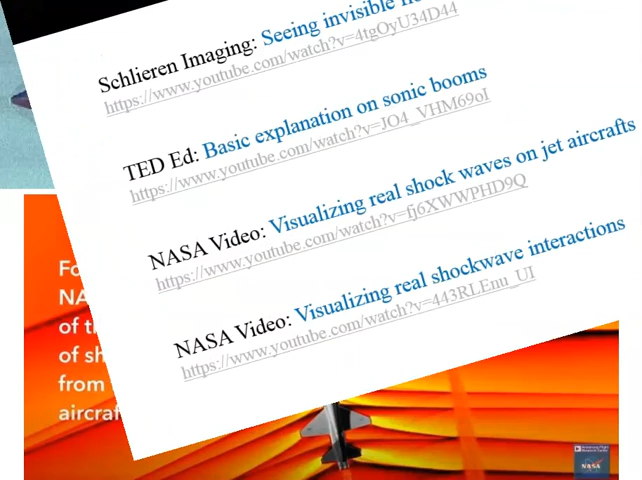 Schlieren Imaging: Seeing invisible
https://www.youtube.com/watch?v=4tgOyU34D44
TED Ed: Basic explanation on sonic booms
https://www.youtube.com/watch?v=JO4_VHM69oI
NASA Video: Visualizing real shock waves on jet aircrafts
https://www.youtube.com/watch?v=fj6XWWPHD9Q
NASA Video: Visualizing real shockwave interactions
https://www.youtube.com/watch?v=443RLEnu_UI
Fo
NA
of t
of sh
from
aircraf
NASA